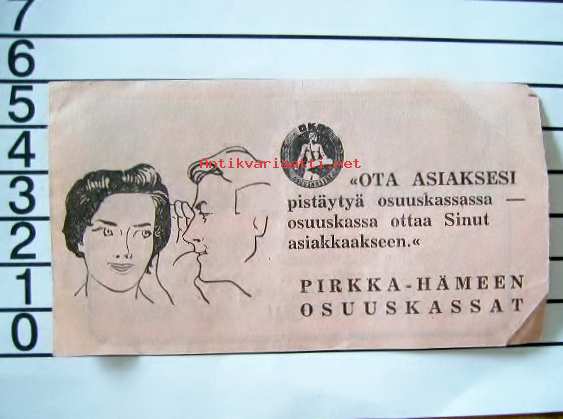 7
6
5
4
3
2
1
0
OKO
Antikvariaatti.net
«OTA ASIAKSESI
pistäytyä osuuskassassa —
osuuskassa ottaa Sinut
asiakkaakseen.«
PIRKKA-HÄMEEN
OSUUSKASSAT